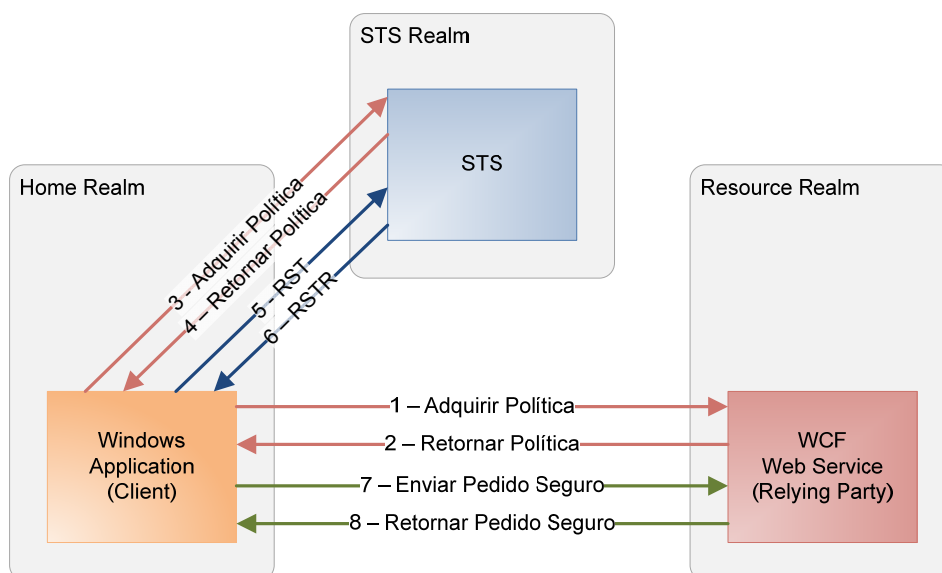 STS Realm
STS
Home Realm
Resource Realm
3 - Adquirir Política
4 – Retornar Política
5 - RST
6 – RSTR
Windows
Application
(Client)
1 – Adquirir Política
2 – Retornar Política
7 – Enviar Pedido Seguro
8 – Retornar Pedido Seguro
WCF
Web Service
(Relying Party)